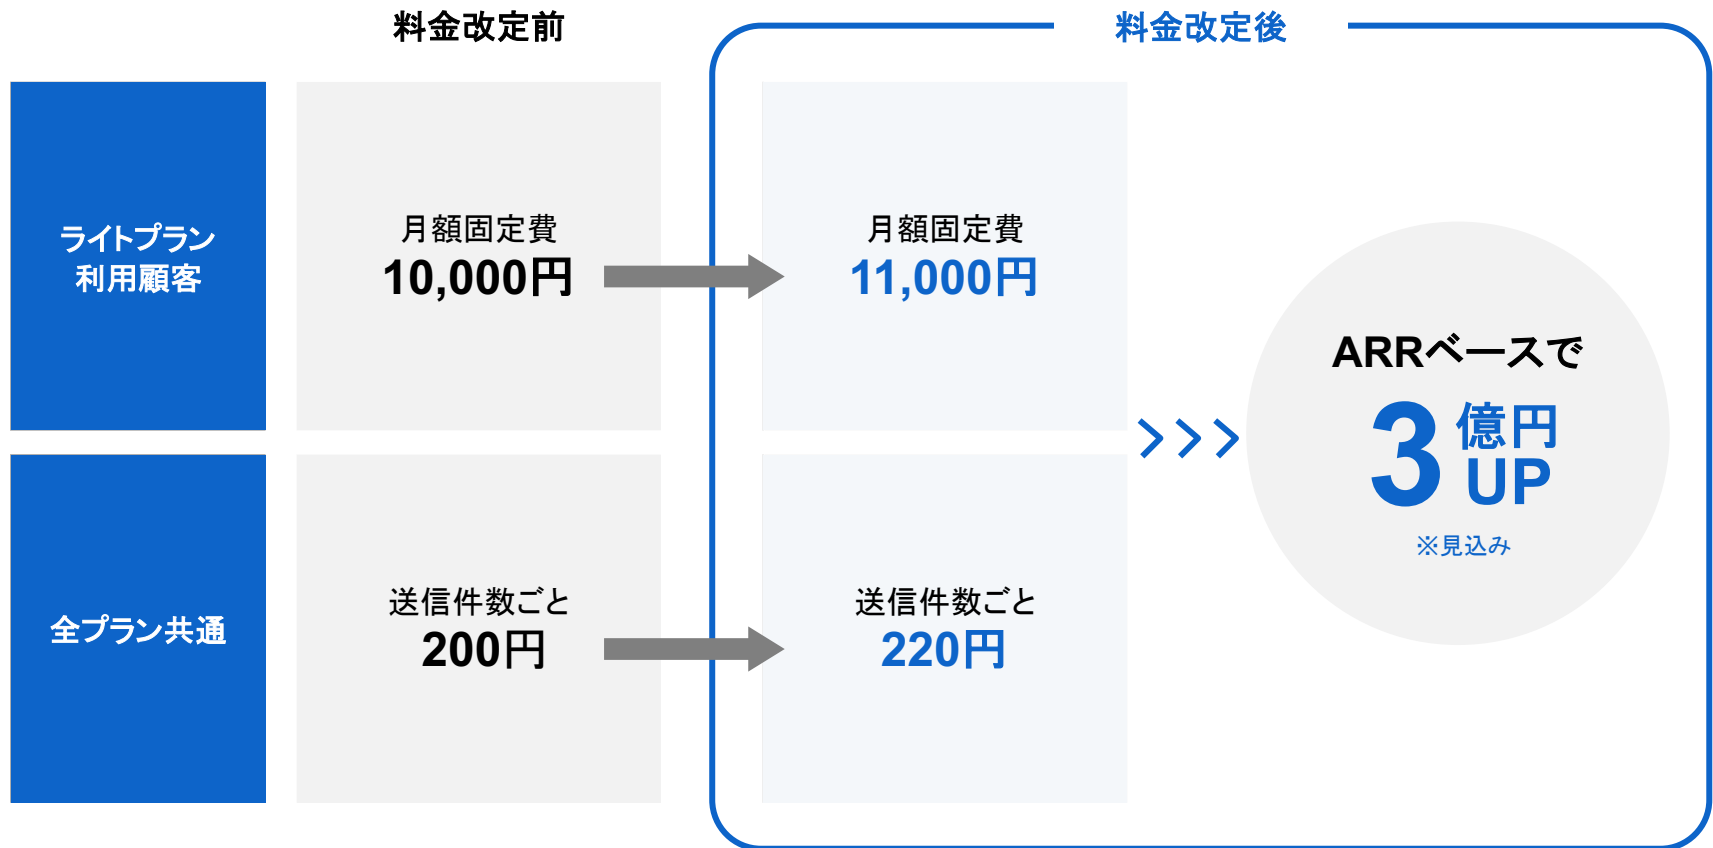 料金改定前
料金改定後
ライトプラン
利用顧客
月額固定費
10,000円
月額固定費
11,000円
全プラン共通
送信件数ごと
200円
送信件数ごと
220円
ARRベースで
3億円
UP
※見込み